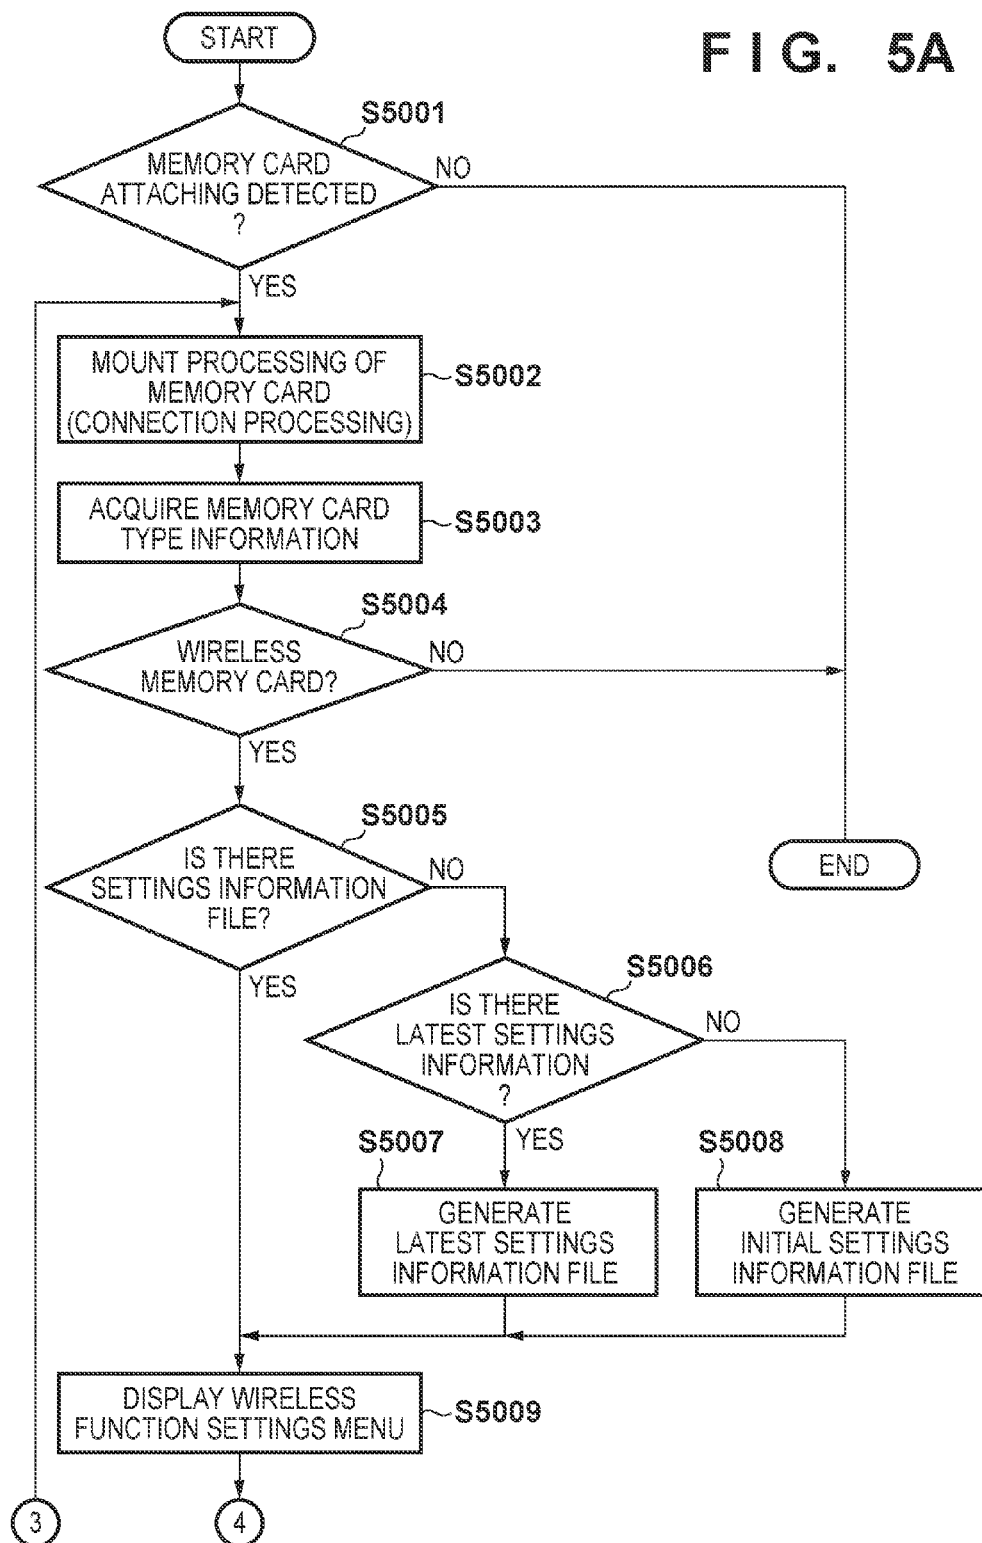 FIG. 5A
START
S5001
MEMORY CARD
ATTACHING DETECTED
?
NO
YES
MOUNT PROCESSING OF
MEMORY CARD
(CONNECTION PROCESSING)
S5002
ACQUIRE MEMORY CARD
TYPE INFORMATION
S5003
S5004
WIRELESS
MEMORY CARD?
NO
YES
S5005
IS THERE
SETTINGS INFORMATION
FILE?
NO
YES
END
S5006
IS THERE
LATEST SETTINGS
INFORMATION
?
NO
YES
S5007
GENERATE
LATEST SETTINGS
INFORMATION FILE
S5008
GENERATE
INITIAL SETTINGS
INFORMATION FILE
DISPLAY WIRELESS
FUNCTION SETTINGS MENU
S5009
3
4